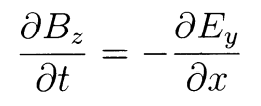 ∂B_z/∂t = −∂E_y/∂x